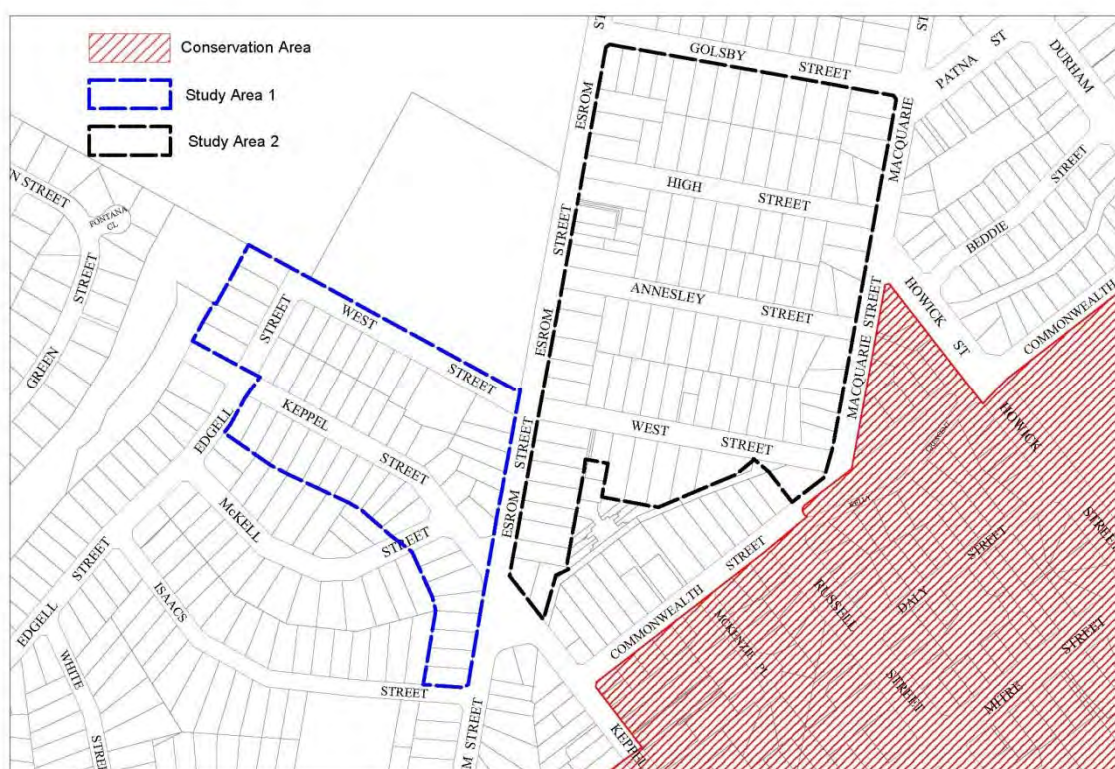 Conservation Area
Study Area 1
Study Area 2
GOLSBY STREET
PATNA ST
DURHAM
ESROM
MACQUARIE
HIGH STREET
BEDDIE STREET
STREET
PONTANA
CL
GREEN STREET
STREET
WEST STREET
ANNESLEY STREET
HOWICK ST
COMMONWEALTH
ESROM
MACQUARIE STREET
KEPPEL STREET
EDGELL
STREET
WEST STREET
HOWICK
McKELL STREET
ESROM
STREET
COMMONWEALTH STREET
DALY STREET
STREET
EDGELL STREET
ISAACS STREET
RUSSELL STREET
MCKENZIE PL
MITRE STREET
WHITE STREET
STREET
KEPPEL